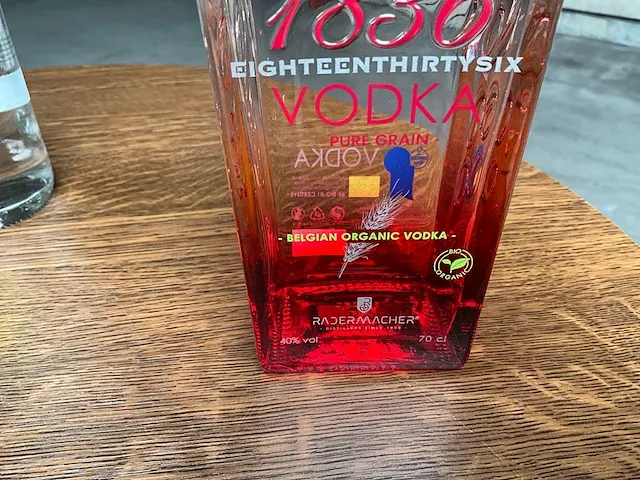 1836
EIGHTEENTHIRTYSIX
VODKA
PURE GRAIN
VODKA
- BELGIAN ORGANIC VODKA -
BIO
ORGANIC
RADERMACHER
DISTILLERS SINCE 1836
40% vol
70 cl